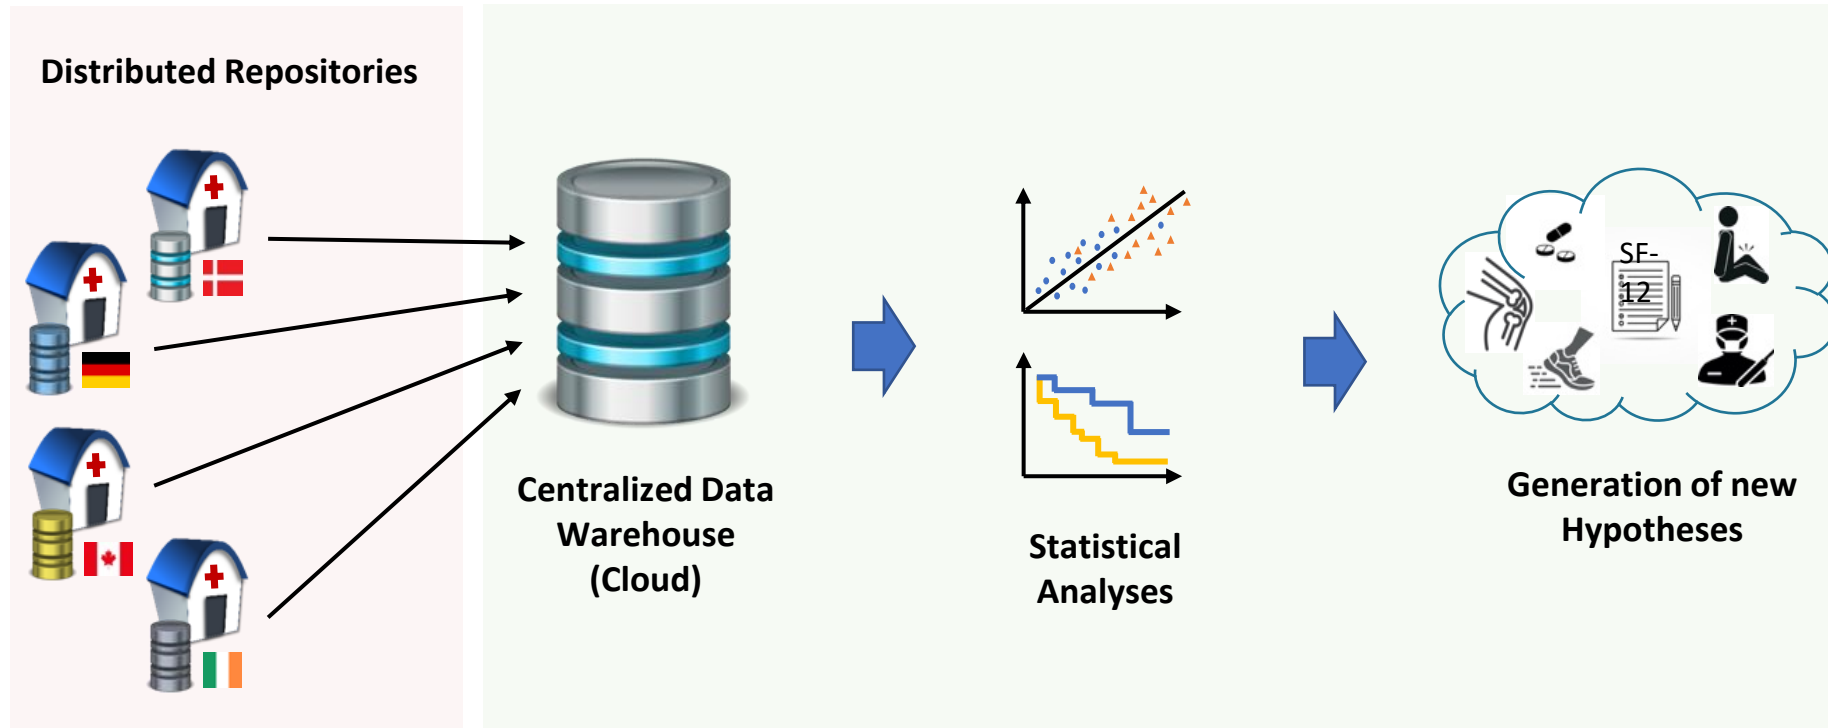 Distributed Repositories
Centralized Data
Warehouse
(Cloud)
Statistical
Analyses
SF-
12
Generation of new
Hypotheses